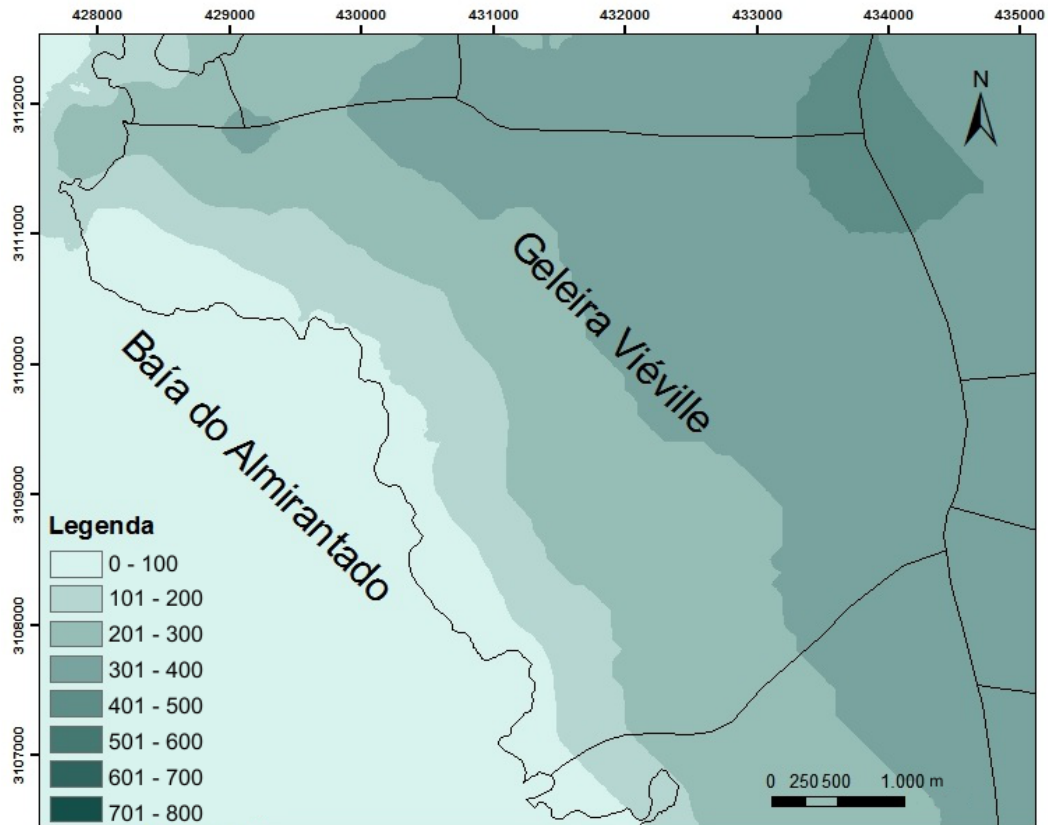 428000 429000 430000 431000 432000 433000 434000 435000
3112000
3111000
3110000
3109000
3108000
3107000
N
Geleira Viéville
Baía do Almirantado
Legenda
0 - 100
101 - 200
201 - 300
301 - 400
401 - 500
501 - 600
601 - 700
701 - 800
0 250 500 1.000 m